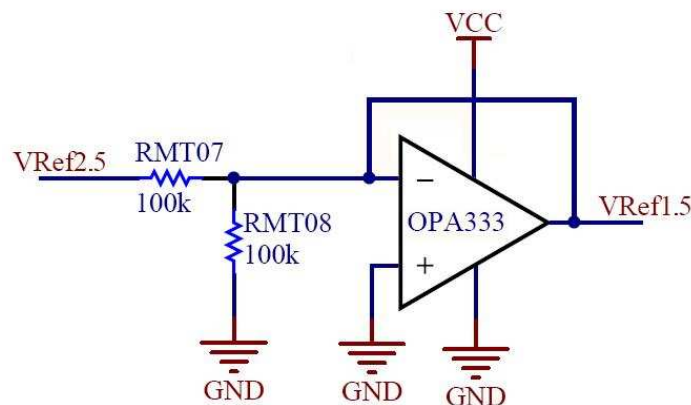 VCC
VRef2.5
RMT07
100k
RMT08
100k
−
OPA333
+
VRef1.5
GND
GND
GND